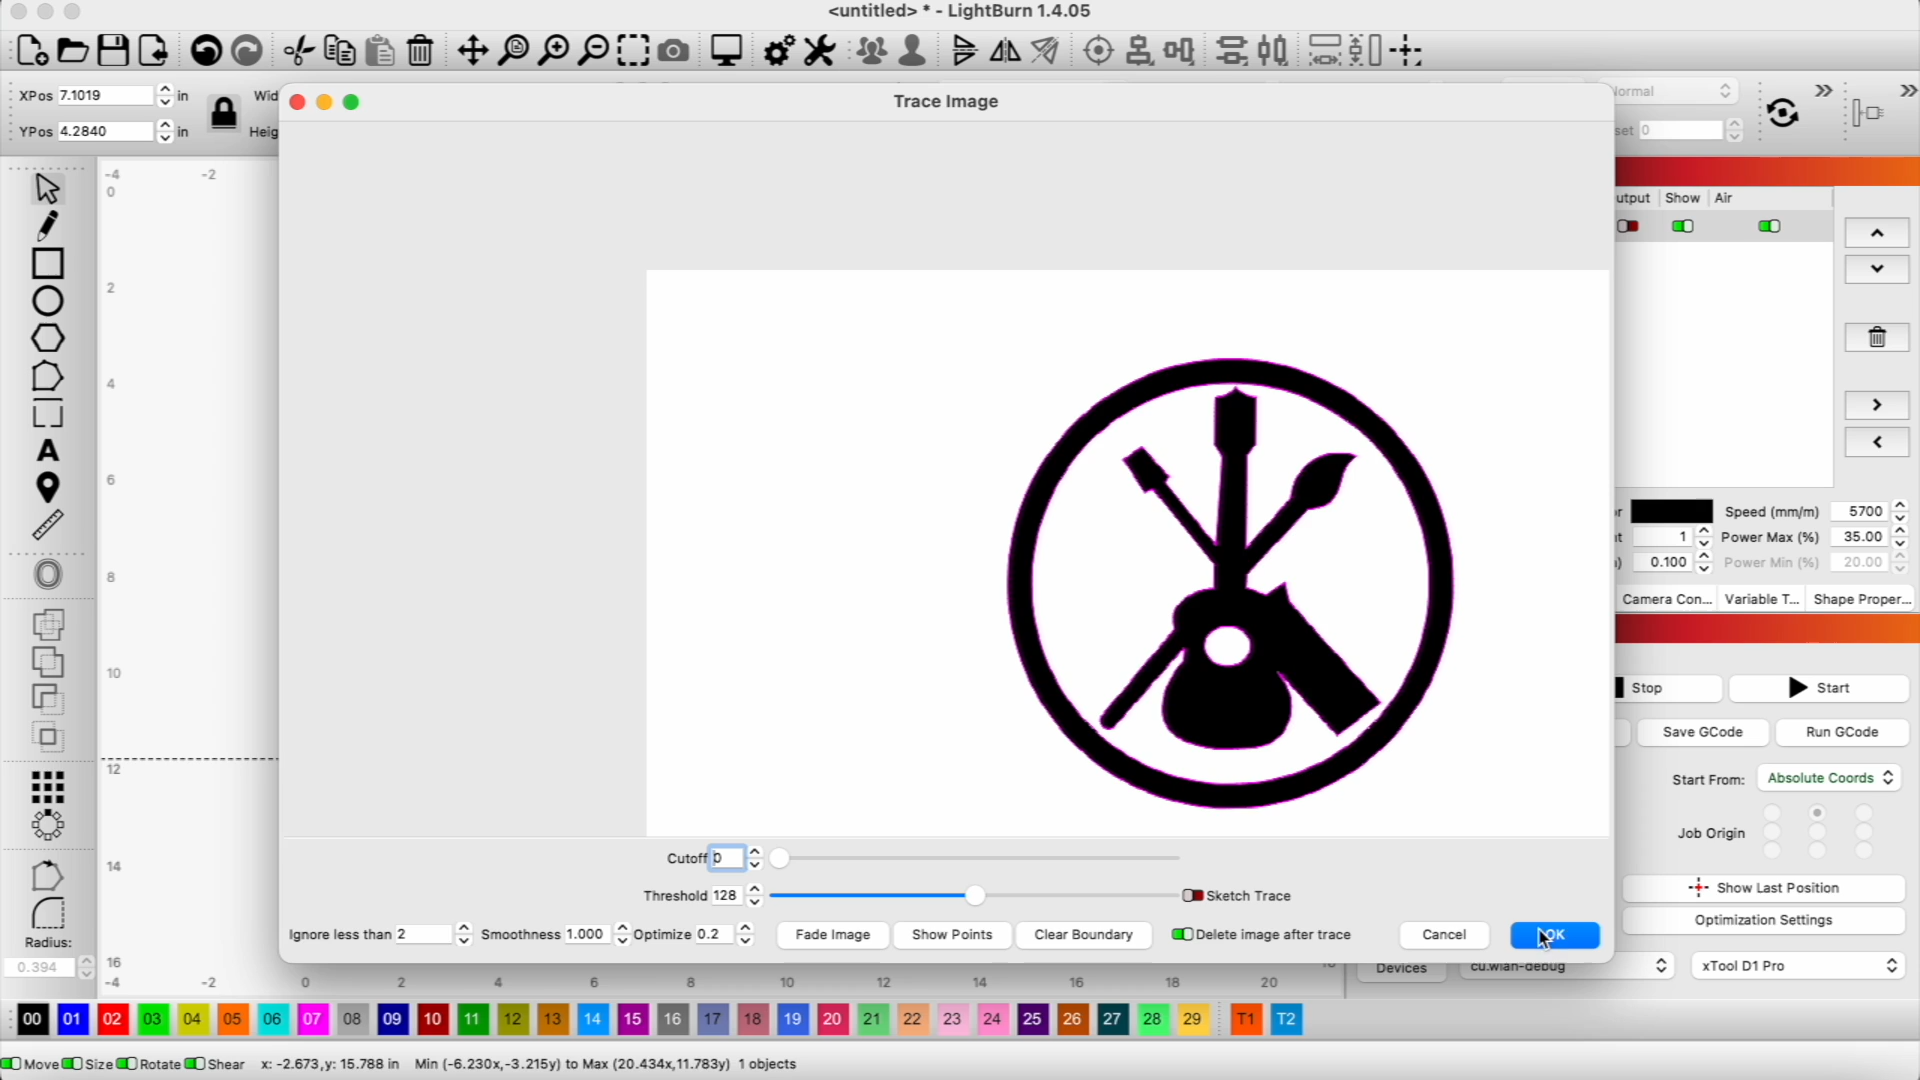 <untitled> * - LightBurn 1.4.05
XPos 7.1019 in Wid
YPos 4.2840 in Heig
Trace Image
Normal
set 0
-4 -2
0
2
4
6
8
10
12
14
16
-4 -2 0 2 4 6 8 10 12 14 16 18 20
A
Radius:
0.394
utput Show Air
Speed (mm/m) 5700
1 Power Max (%) 35.00
0.100 Power Min (%) 20.00
Camera Con... Variable T... Shape Proper...
Stop Start
Save GCode Run GCode
Start From: Absolute Coords
Job Origin
Show Last Position
Optimization Settings
Devices cu.wlan-debug xTool D1 Pro
Cutoff 0
Threshold 128 Sketch Trace
Ignore less than 2 Smoothness 1.000 Optimize 0.2 Fade Image Show Points Clear Boundary Delete image after trace Cancel OK
00 01 02 03 04 05 06 07 08 09 10 11 12 13 14 15 16 17 18 19 20 21 22 23 24 25 26 27 28 29 T1 T2
Move Size Rotate Shear x: -2.673,y: 15.788 in Min (-6.230x,-3.215y) to Max (20.434x,11.783y) 1 objects